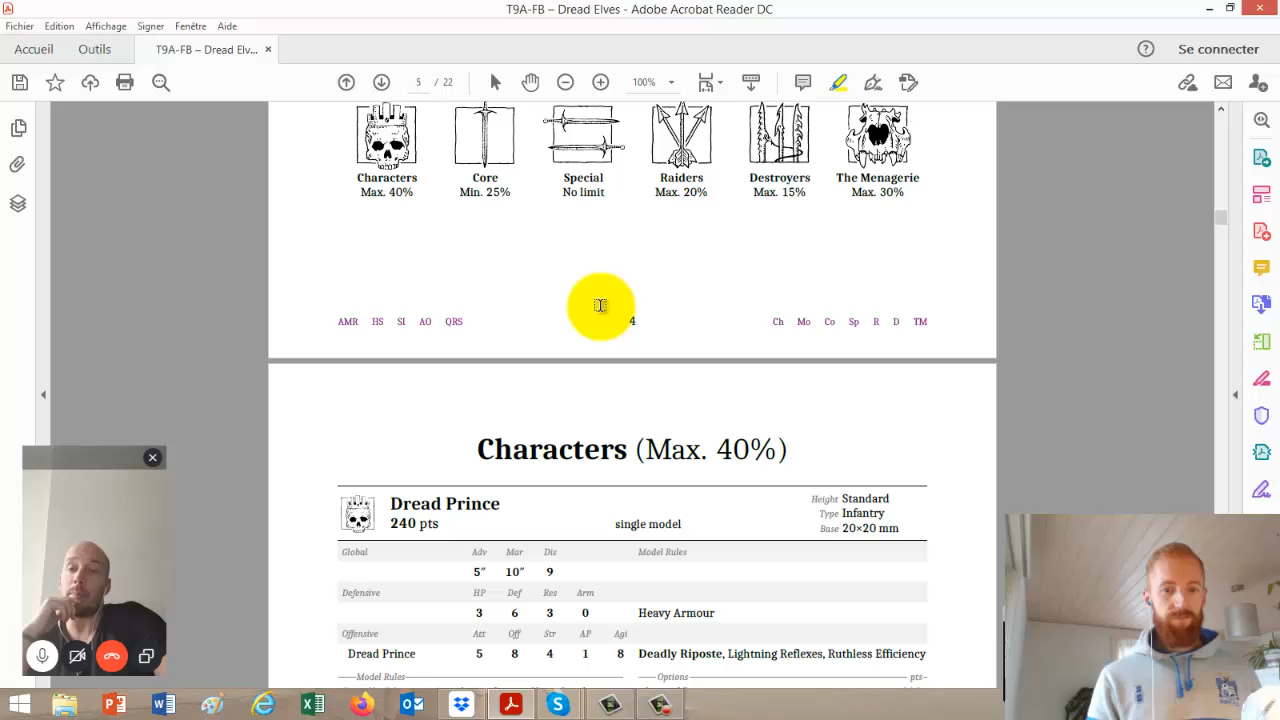 T9A-FB – Dread Elves - Adobe Acrobat Reader DC
Fichier Edition Affichage Signer Fenêtre Aide
Accueil Outils T9A-FB – Dread Elv... Se connecter
5 / 22 100%
Characters Core Special Raiders Destroyers The Menagerie
Max. 40% Min. 25% No limit Max. 20% Max. 15% Max. 30%
AMR HS SI AO QRS 4 Ch Mo Co Sp R D TM
Characters (Max. 40%)
Dread Prince Height Standard
Type Infantry
240 pts single model Base 20×20 mm
Global Adv Mar Dis Model Rules
5″ 10″ 9
Defensive HP Def Res Arm
3 6 3 0 Heavy Armour
Offensive Att Off Str AP Agi
Dread Prince 5 8 4 1 8 Deadly Riposte, Lightning Reflexes, Ruthless Efficiency
Model Rules Options pts